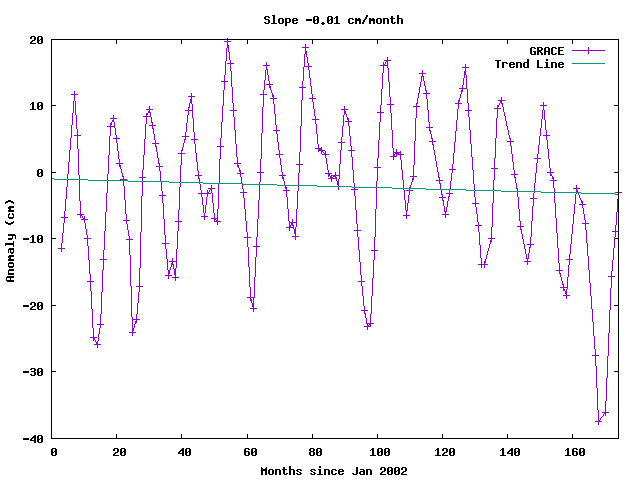 Slope -0.01 cm/month
GRACE
Trend Line
20
10
0
-10
-20
-30
-40
Anomaly (cm)
0 20 40 60 80 100 120 140 160
Months since Jan 2002